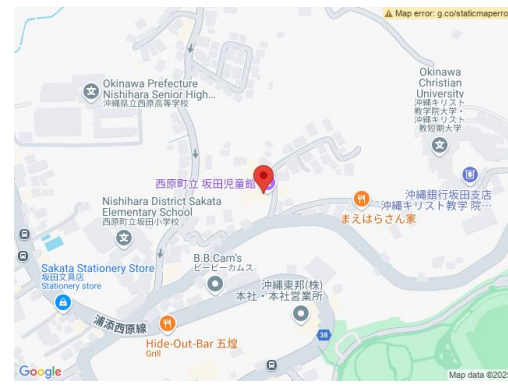 Map error: g.co/staticmaperro
Okinawa Prefecture
Nishihara Senior High...
沖縄県立西原高等学校
Okinawa
Christian
University
沖縄キリスト
教学院大学・
沖縄キリスト
教短期大学
西原町立 坂田児童館
沖縄銀行坂田支店
沖縄キリスト教学 院…
Nishihara District Sakata
Elementary School
西原町立坂田小学校
まえはらさん家
B.B.Cam's
ビービーカムス
Sakata Stationery Store
坂田文具店
Stationery store
沖縄東邦(株)
本社・本社営業所
浦添西原線
Hide-Out-Bar 五煌
Grill
38
Google
Map data ©2025